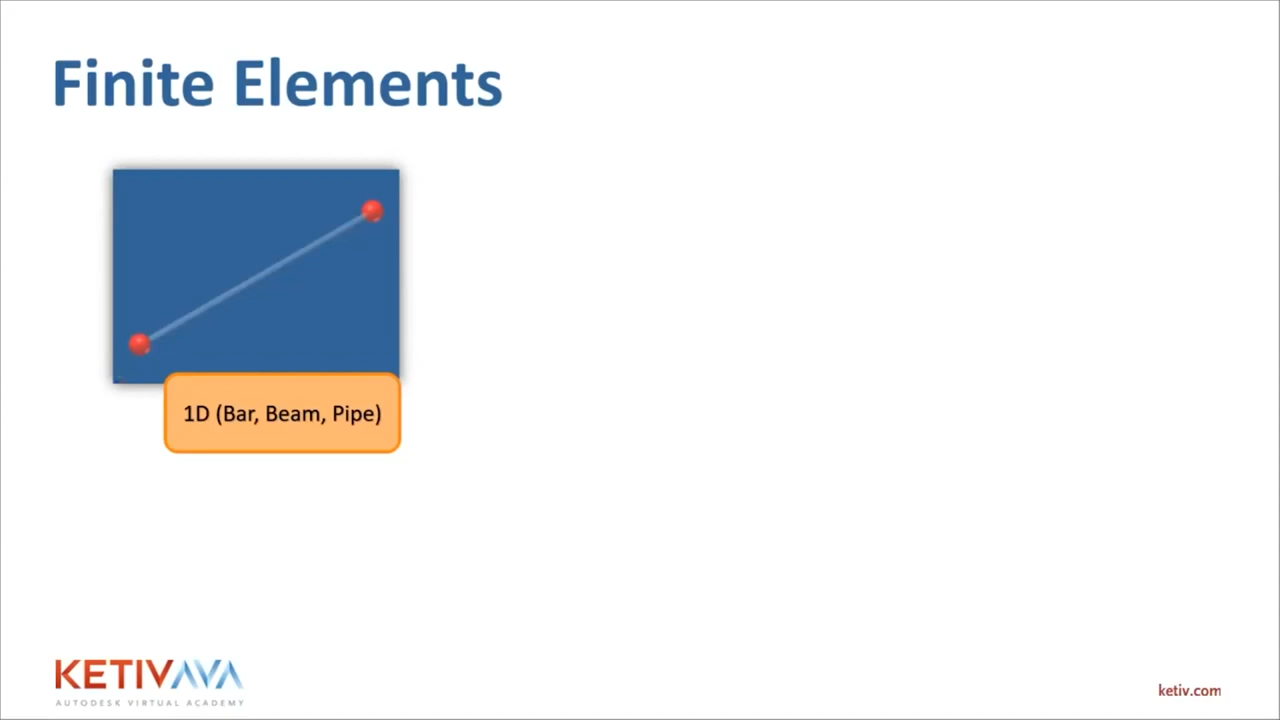 Finite Elements
1D (Bar, Beam, Pipe)
KETIVAVA
AUTODESK VIRTUAL ACADEMY
ketiv.com